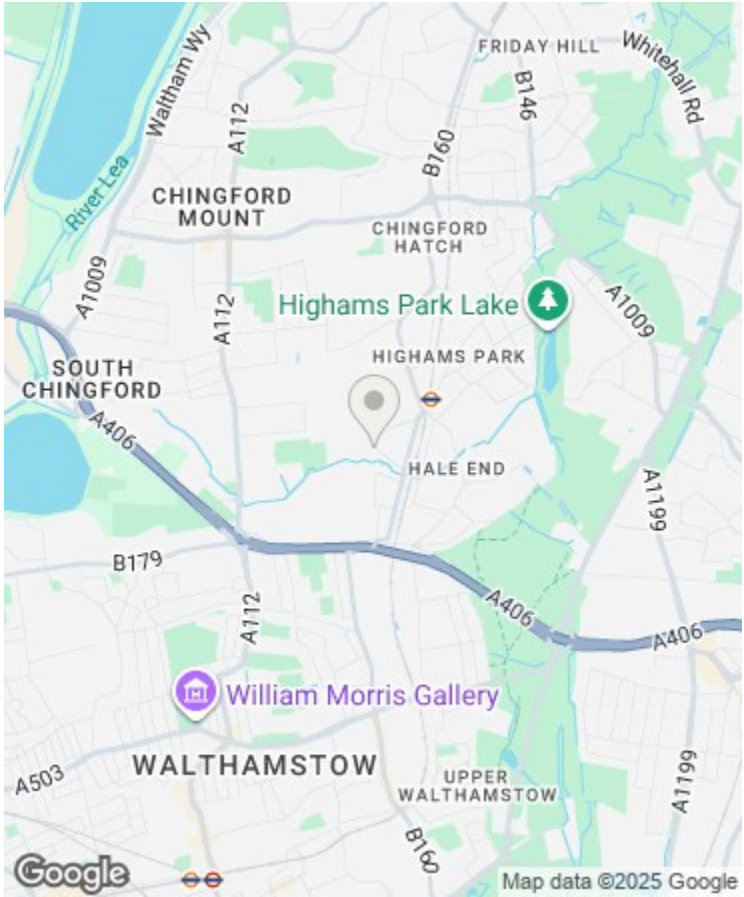 FRIDAY HILL
Whitehall Rd
Waltham Wy
A112
B146
B160
River Lea
CHINGFORD
MOUNT
CHINGFORD
HATCH
A1009
A1009
Highams Park Lake
A112
HIGHAMS PARK
SOUTH
CHINGFORD
A406
HALE END
A1199
B179
A112
A406
A406
William Morris Gallery
WALTHAMSTOW
A503
UPPER
WALTHAMSTOW
A1199
B160
Google
Map data ©2025 Google